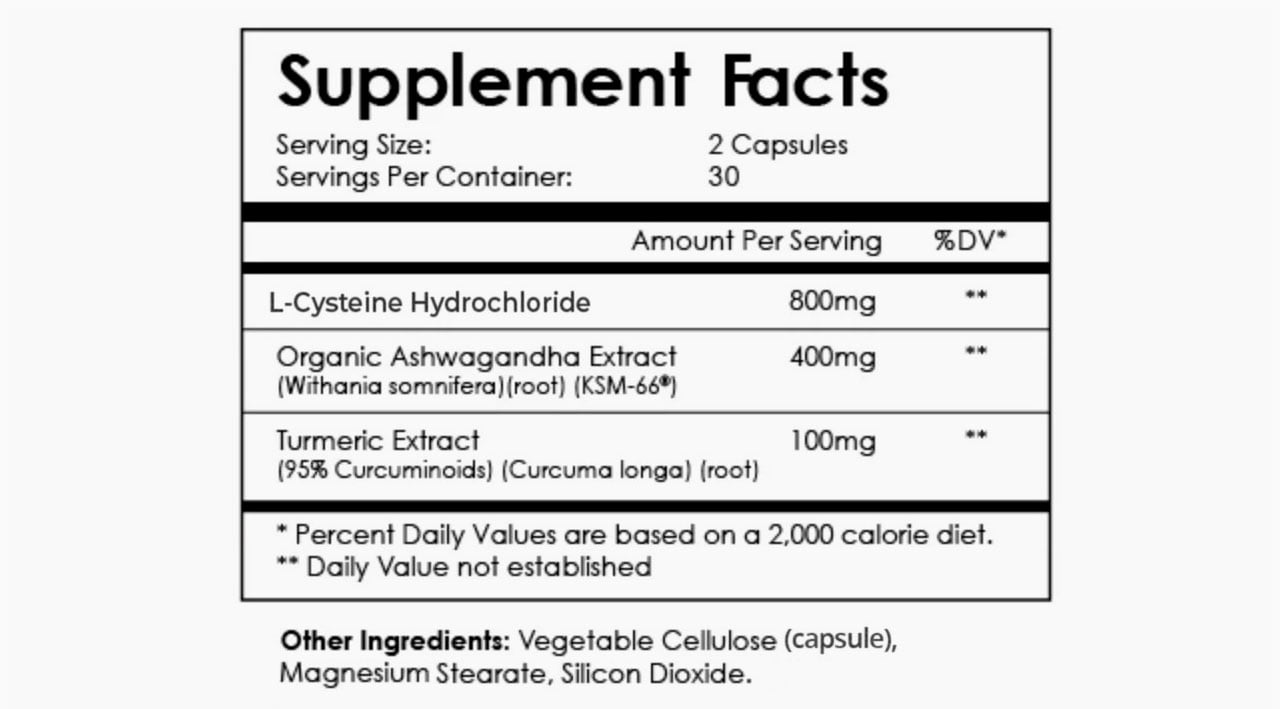 Supplement Facts
Serving Size: 2 Capsules
Servings Per Container: 30
Amount Per Serving %DV*
L-Cysteine Hydrochloride 800mg **
Organic Ashwagandha Extract 400mg **
(Withania somnifera)(root) (KSM-66®)
Turmeric Extract 100mg **
(95% Curcuminoids) (Curcuma longa) (root)
* Percent Daily Values are based on a 2,000 calorie diet.
** Daily Value not established
Other Ingredients: Vegetable Cellulose (capsule),
Magnesium Stearate, Silicon Dioxide.